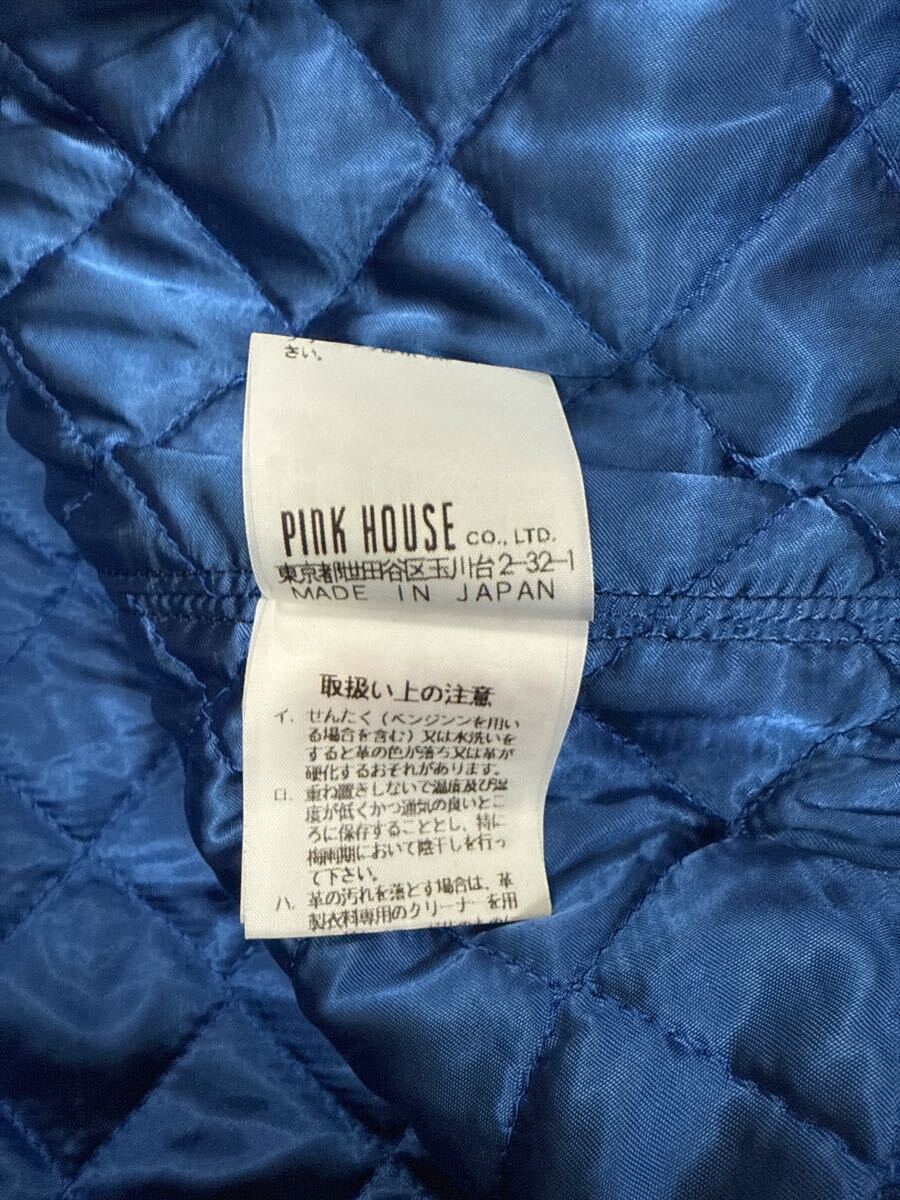 さい。
PINK HOUSE CO., LTD.
東京都世田谷区玉川台2-32-1
MADE IN JAPAN
取扱い上の注意
イ. せんたく(ベンジンンを用い
る場合を含む)又は水洗いを
すると革の色が落ち又は革が
硬化するおそれがあります。
ロ. 重ね置きしないで温度及び湿
度が低くかつ通気の良いとこ
ろに保存することとし、特に
梅雨期において陰干しを行っ
て下さい。
ハ. 革の汚れを落とす場合は、革
製衣料専用のクリーナーを用